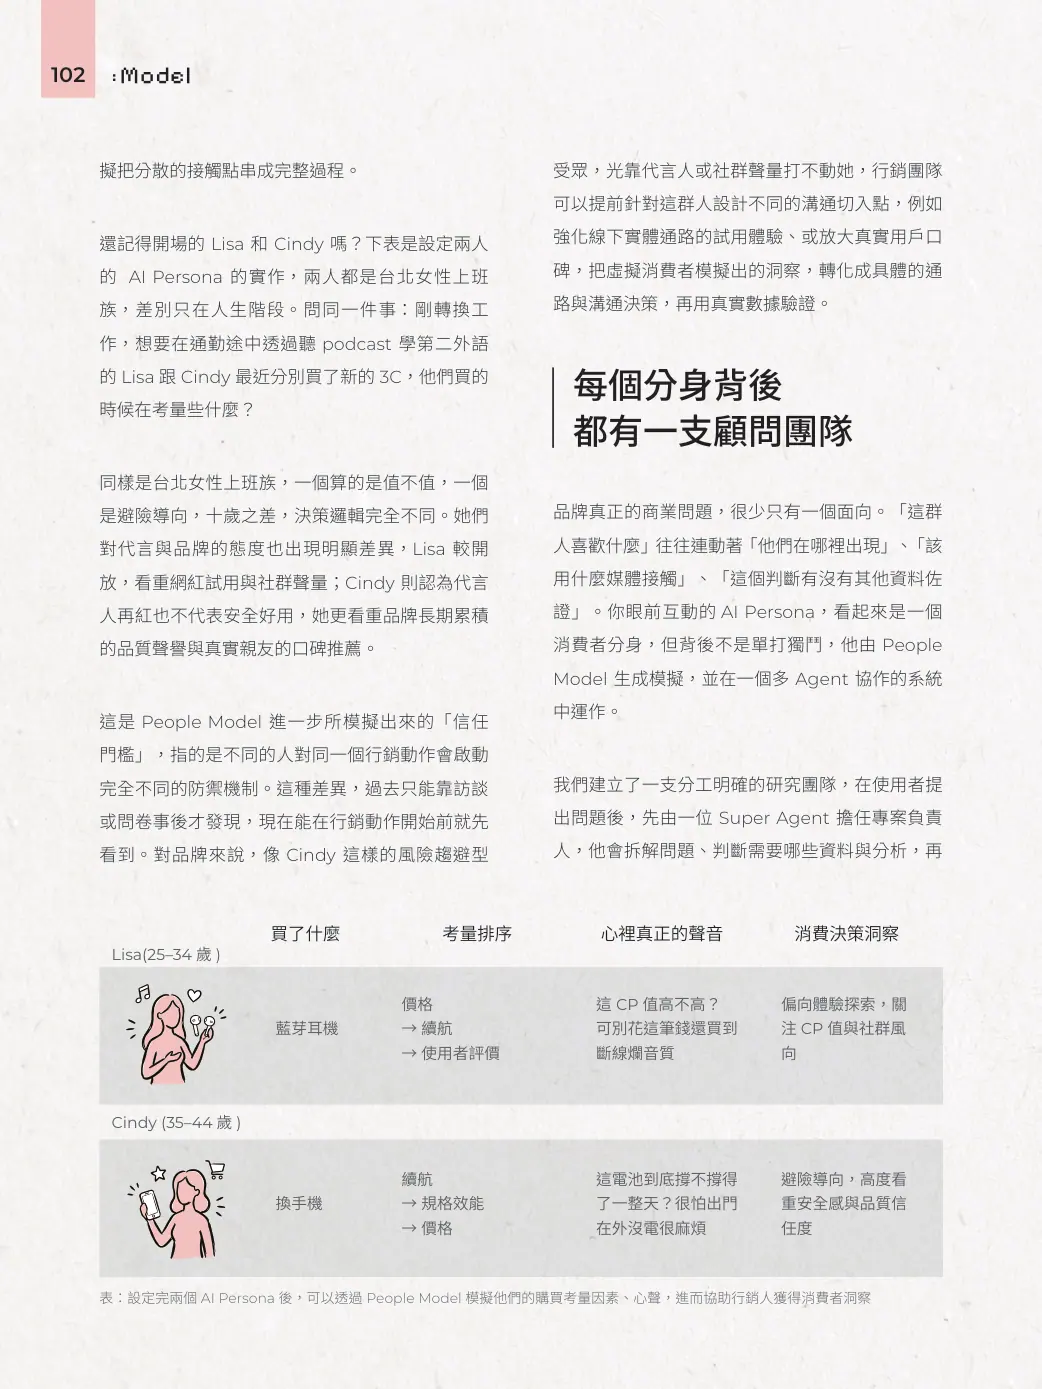 102 :Model
擬把分散的接觸點串成完整過程。
還記得開場的 Lisa 和 Cindy 嗎？下表是設定兩人
的 AI Persona 的實作，兩人都是台北女性上班
族，差別只在人生階段。問同一件事：剛轉換工
作，想要在通勤途中透過聽 podcast 學第二外語
的 Lisa 跟 Cindy 最近分別買了新的 3C，他們買的
時候在考量些什麼？
同樣是台北女性上班族，一個算的是值不值，一個
是避險導向，十歲之差，決策邏輯完全不同。她們
對代言與品牌的態度也出現明顯差異，Lisa 較開
放，看重網紅試用與社群聲量；Cindy 則認為代言
人再紅也不代表安全好用，她更看重品牌長期累積
的品質聲譽與真實親友的口碑推薦。
這是 People Model 進一步所模擬出來的「信任
門檻」，指的是不同的人對同一個行銷動作會啟動
完全不同的防禦機制。這種差異，過去只能靠訪談
或問卷事後才發現，現在能在行銷動作開始前就先
看到。對品牌來說，像 Cindy 這樣的風險趨避型
受眾，光靠代言人或社群聲量打不動她，行銷團隊
可以提前針對這群人設計不同的溝通切入點，例如
強化線下實體通路的試用體驗、或放大真實用戶口
碑，把虛擬消費者模擬出的洞察，轉化成具體的通
路與溝通決策，再用真實數據驗證。
每個分身背後
都有一支顧問團隊
品牌真正的商業問題，很少只有一個面向。「這群
人喜歡什麼」往往連動著「他們在哪裡出現」、「該
用什麼媒體接觸」、「這個判斷有沒有其他資料佐
證」。你眼前互動的 AI Persona，看起來是一個
消費者分身，但背後不是單打獨鬥，他由 People
Model 生成模擬，並在一個多 Agent 協作的系統
中運作。
我們建立了一支分工明確的研究團隊，在使用者提
出問題後，先由一位 Super Agent 擔任專案負責
人，他會拆解問題、判斷需要哪些資料與分析，再
買了什麼 考量排序 心裡真正的聲音 消費決策洞察
Lisa(25–34 歲 )
藍芽耳機
價格
→ 續航
→ 使用者評價
這 CP 值高不高？
可別花這筆錢還買到
斷線爛音質
偏向體驗探索，關
注 CP 值與社群風
向
Cindy (35–44 歲 )
換手機
續航
→ 規格效能
→ 價格
這電池到底撐不撐得
了一整天？很怕出門
在外沒電很麻煩
避險導向，高度看
重安全感與品質信
任度
表：設定完兩個 AI Persona 後，可以透過 People Model 模擬他們的購買考量因素、心聲，進而協助行銷人獲得消費者洞察